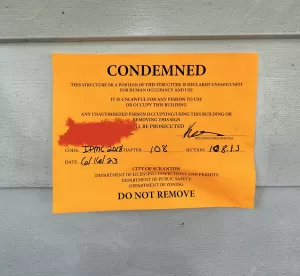 CONDEMNED
THIS STRUCTURE OR A PORTION OF THIS STRUCTURE IS DECLARED UNSAFE/UNFIT
FOR HUMAN OCCUPANCY AND USE
IT IS UNLAWFUL FOR ANY PERSON TO USE
OR OCCUPY THIS BUILDING
ANY UNAUTHORIZED PERSON OCCUPYING/USING THIS BUILDING OR
REMOVING THIS SIGN
BE PROSECUTED
CODE: IPMC 2018 CHAPTER 108 SECTION 108.1.3
DATE: 6/16/23
CITY OF SCRANTON
DEPARTMENT OF LICENSING, INSPECTIONS AND PERMITS
DEPARTMENT OF PUBLIC SAFETY
DEPARTMENT OF ZONING
DO NOT REMOVE